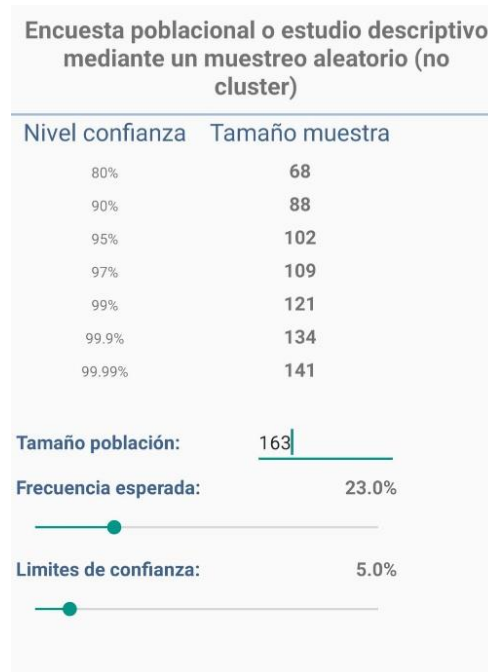 Encuesta poblacional o estudio descriptivo
mediante un muestreo aleatorio (no
cluster)
Nivel confianza Tamaño muestra
80% 68
90% 88
95% 102
97% 109
99% 121
99.9% 134
99.99% 141
Tamaño población: 163
Frecuencia esperada: 23.0%
Limites de confianza: 5.0%